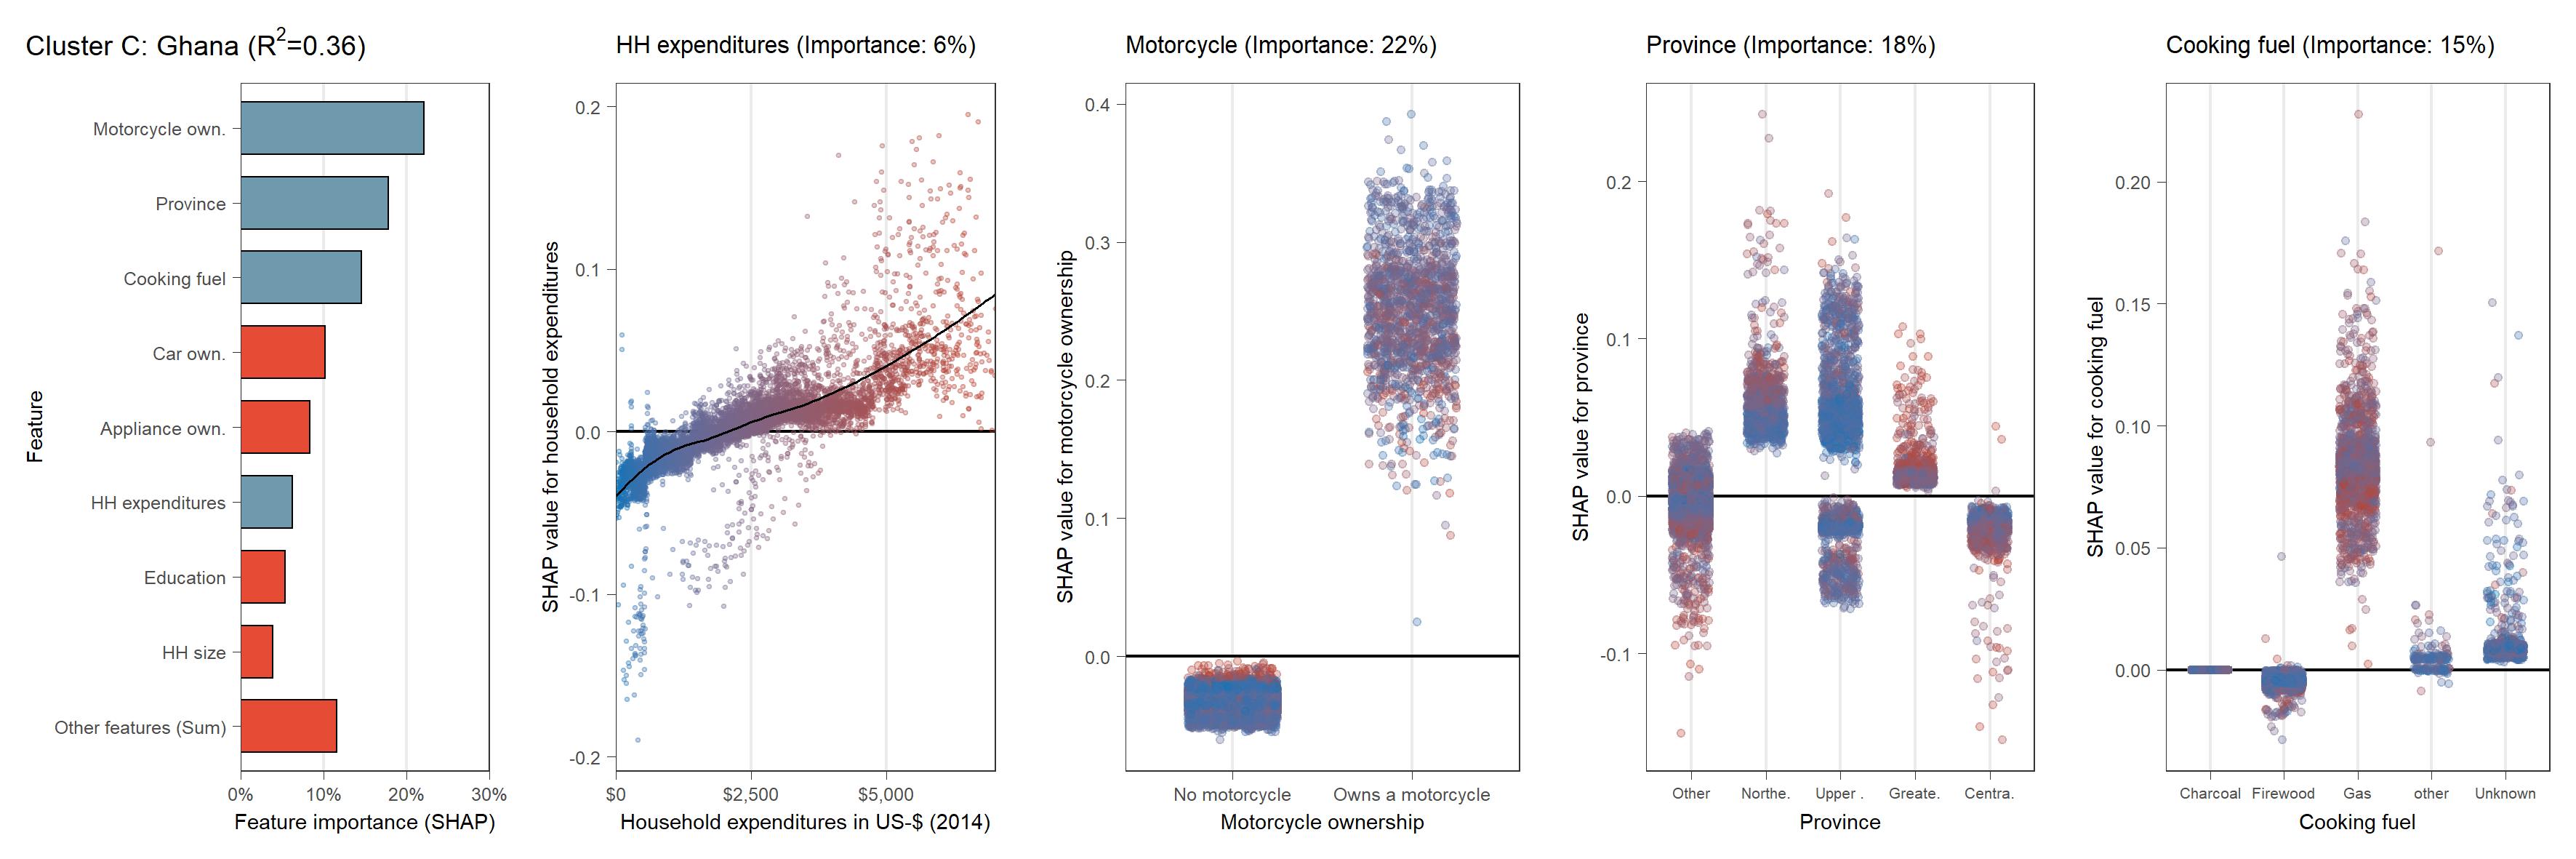 Cluster C: Ghana (R2=0.36)
Feature
Motorcycle own.
Province
Cooking fuel
Car own.
Appliance own.
HH expenditures
Education
HH size
Other features (Sum)
0% 10% 20% 30%
Feature importance (SHAP)
HH expenditures (Importance: 6%)
SHAP value for household expenditures
0.2
0.1
0.0
-0.1
-0.2
$0 $2,500 $5,000
Household expenditures in US-$ (2014)
Motorcycle (Importance: 22%)
SHAP value for motorcycle ownership
0.4
0.3
0.2
0.1
0.0
No motorcycle Owns a motorcycle
Motorcycle ownership
Province (Importance: 18%)
SHAP value for province
0.2
0.1
0.0
-0.1
Other Northe. Upper . Greate. Centra.
Province
Cooking fuel (Importance: 15%)
SHAP value for cooking fuel
0.20
0.15
0.10
0.05
0.00
Charcoal Firewood Gas other Unknown
Cooking fuel